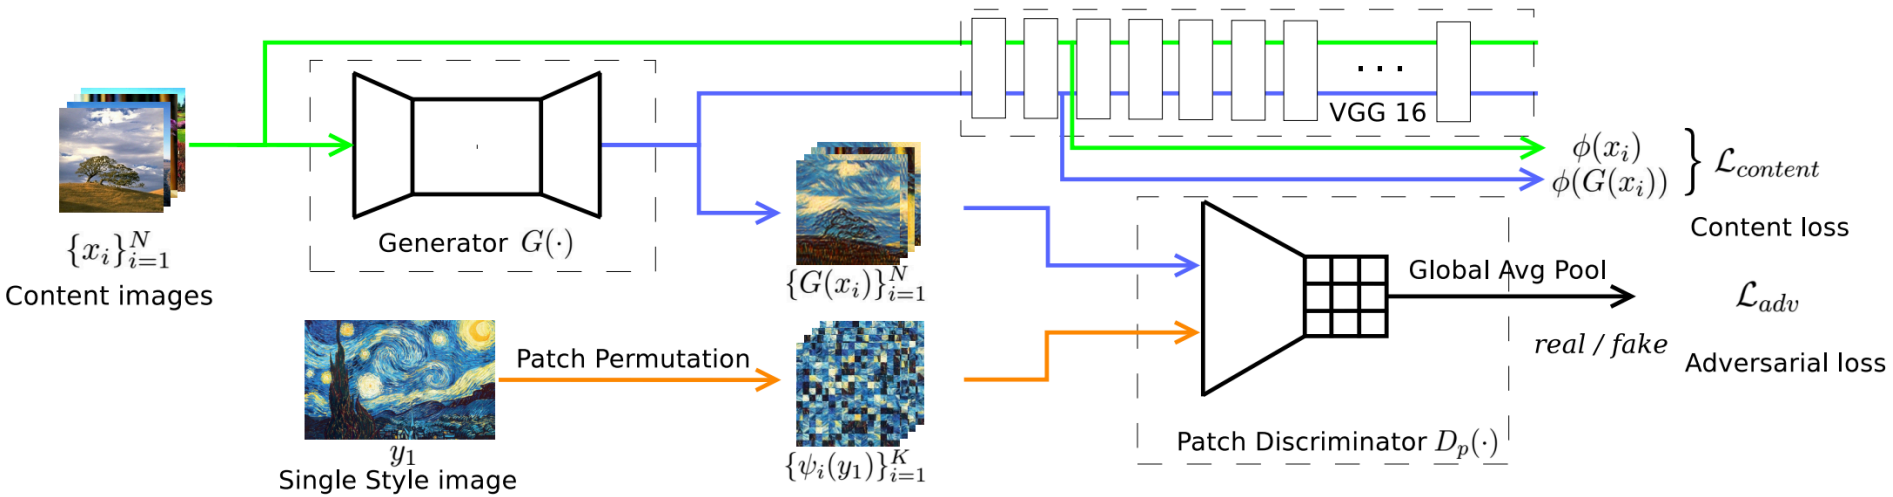 VGG 16
ϕ(x_i)
ϕ(G(x_i))
} ℒ_content
Content loss
Generator G(·)
{x_i}_{i=1}^N
Content images
{G(x_i)}_{i=1}^N
Global Avg Pool
ℒ_adv
real / fake
Adversarial loss
Patch Permutation
Patch Discriminator D_p(·)
y_1
Single Style image
{ψ_i(y_1)}_{i=1}^K